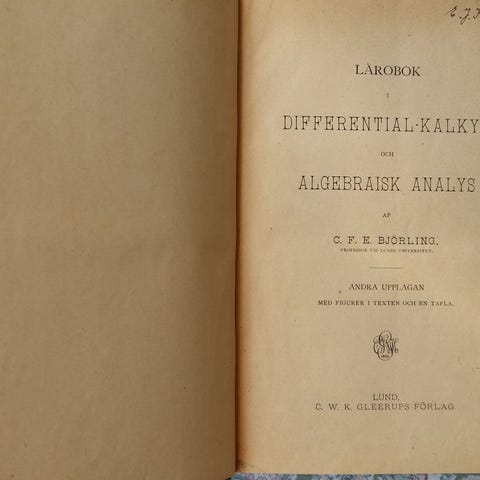 C. J.
LÄROBOK
I
DIFFERENTIAL-KALKY
OCH
ALGEBRAISK ANALYS
AF
C. F. E. BJÖRLING,
PROFESSOR VID LUNDS UNIVERSITET.
ANDRA UPPLAGAN
MED FIGURER I TEXTEN OCH EN TAFLA.
LUND,
C. W. K. GLEERUPS FÖRLAG.